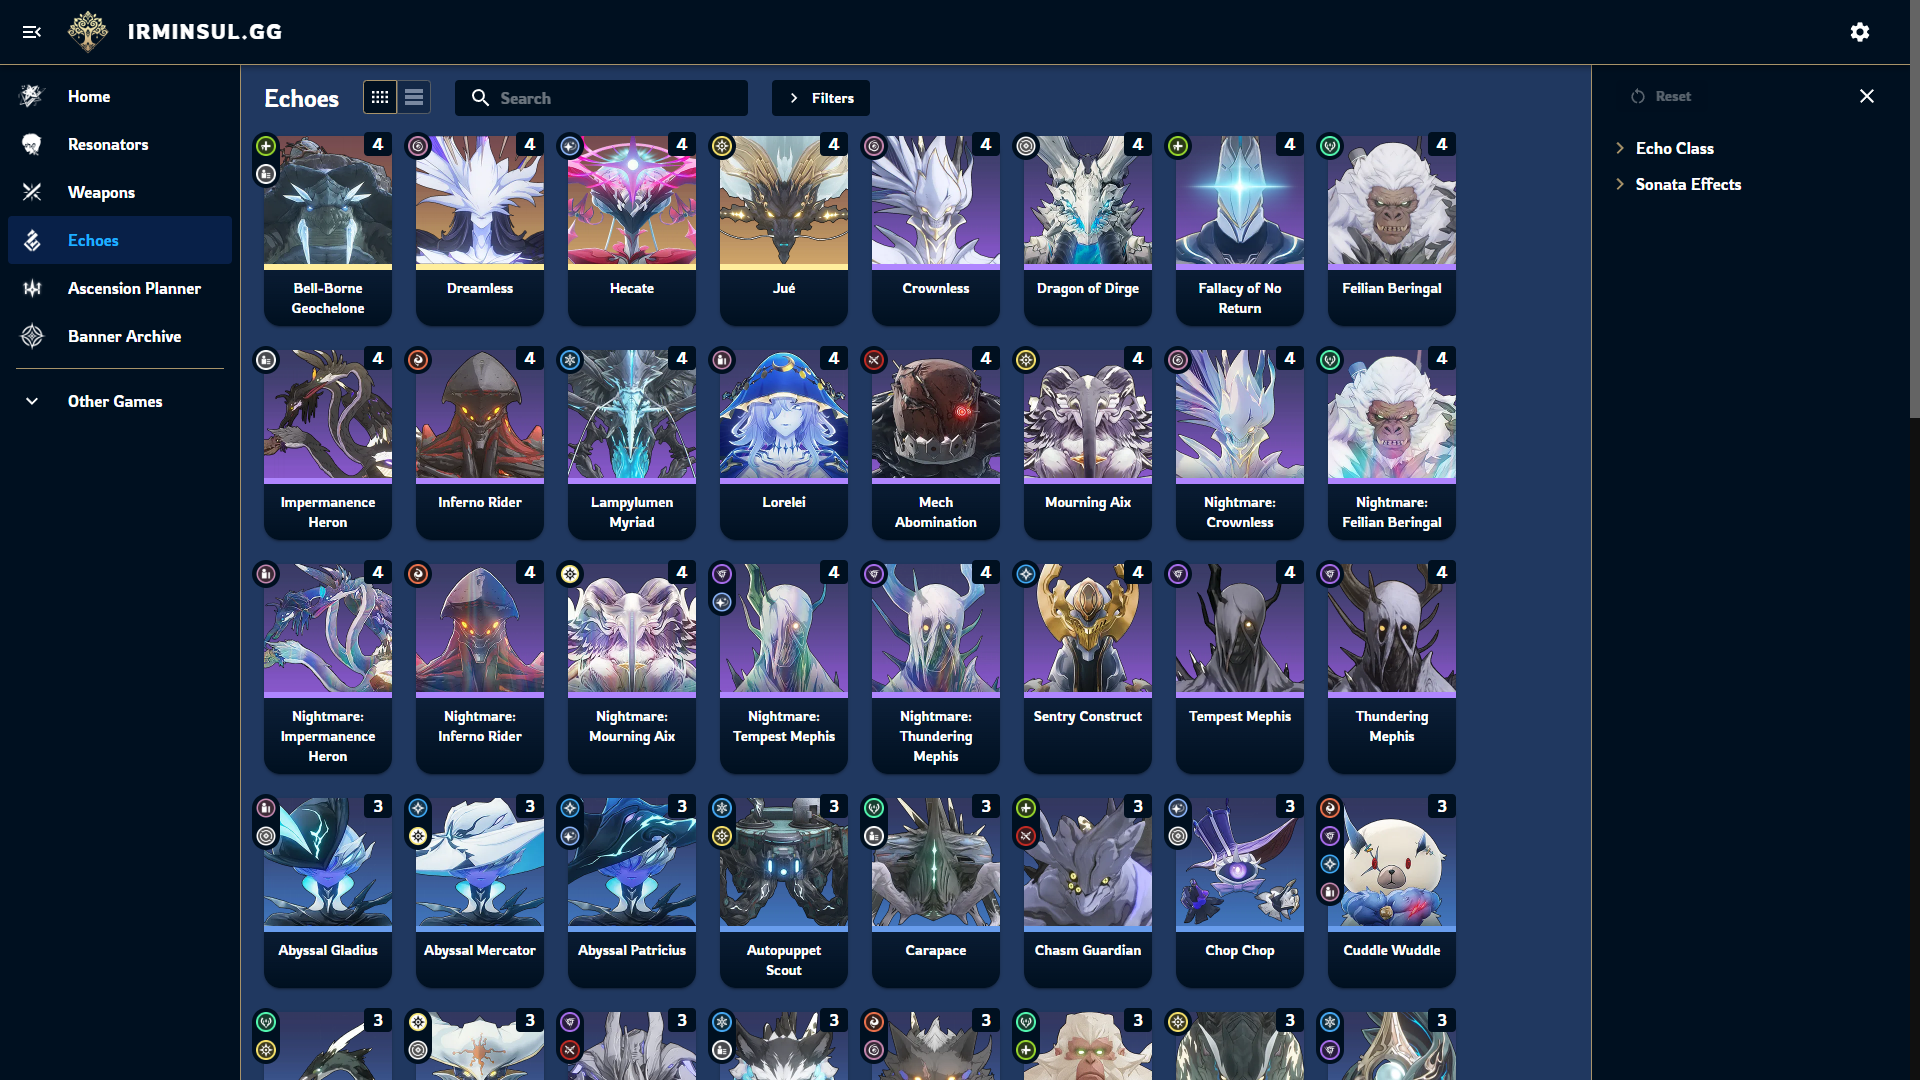 IRMINSUL.GG
Home
Resonators
Weapons
Echoes
Ascension Planner
Banner Archive
Other Games
Echoes
Search
Filters
Reset
Echo Class
Sonata Effects
4
4
4
4
4
4
4
4
Bell-Borne
Geochelone
Dreamless
Hecate
Jué
Crownless
Dragon of Dirge
Fallacy of No
Return
Feilian Beringal
4
4
4
4
4
4
4
4
Impermanence
Heron
Inferno Rider
Lampylumen
Myriad
Lorelei
Mech
Abomination
Mourning Aix
Nightmare:
Crownless
Nightmare:
Feilian Beringal
4
4
4
4
4
4
4
4
Nightmare:
Impermanence
Heron
Nightmare:
Inferno Rider
Nightmare:
Mourning Aix
Nightmare:
Tempest Mephis
Nightmare:
Thundering
Mephis
Sentry Construct
Tempest Mephis
Thundering
Mephis
3
3
3
3
3
3
3
3
Abyssal Gladius
Abyssal Mercator
Abyssal Patricius
Autopuppet
Scout
Carapace
Chasm Guardian
Chop Chop
Cuddle Wuddle
3
3
3
3
3
3
3
3